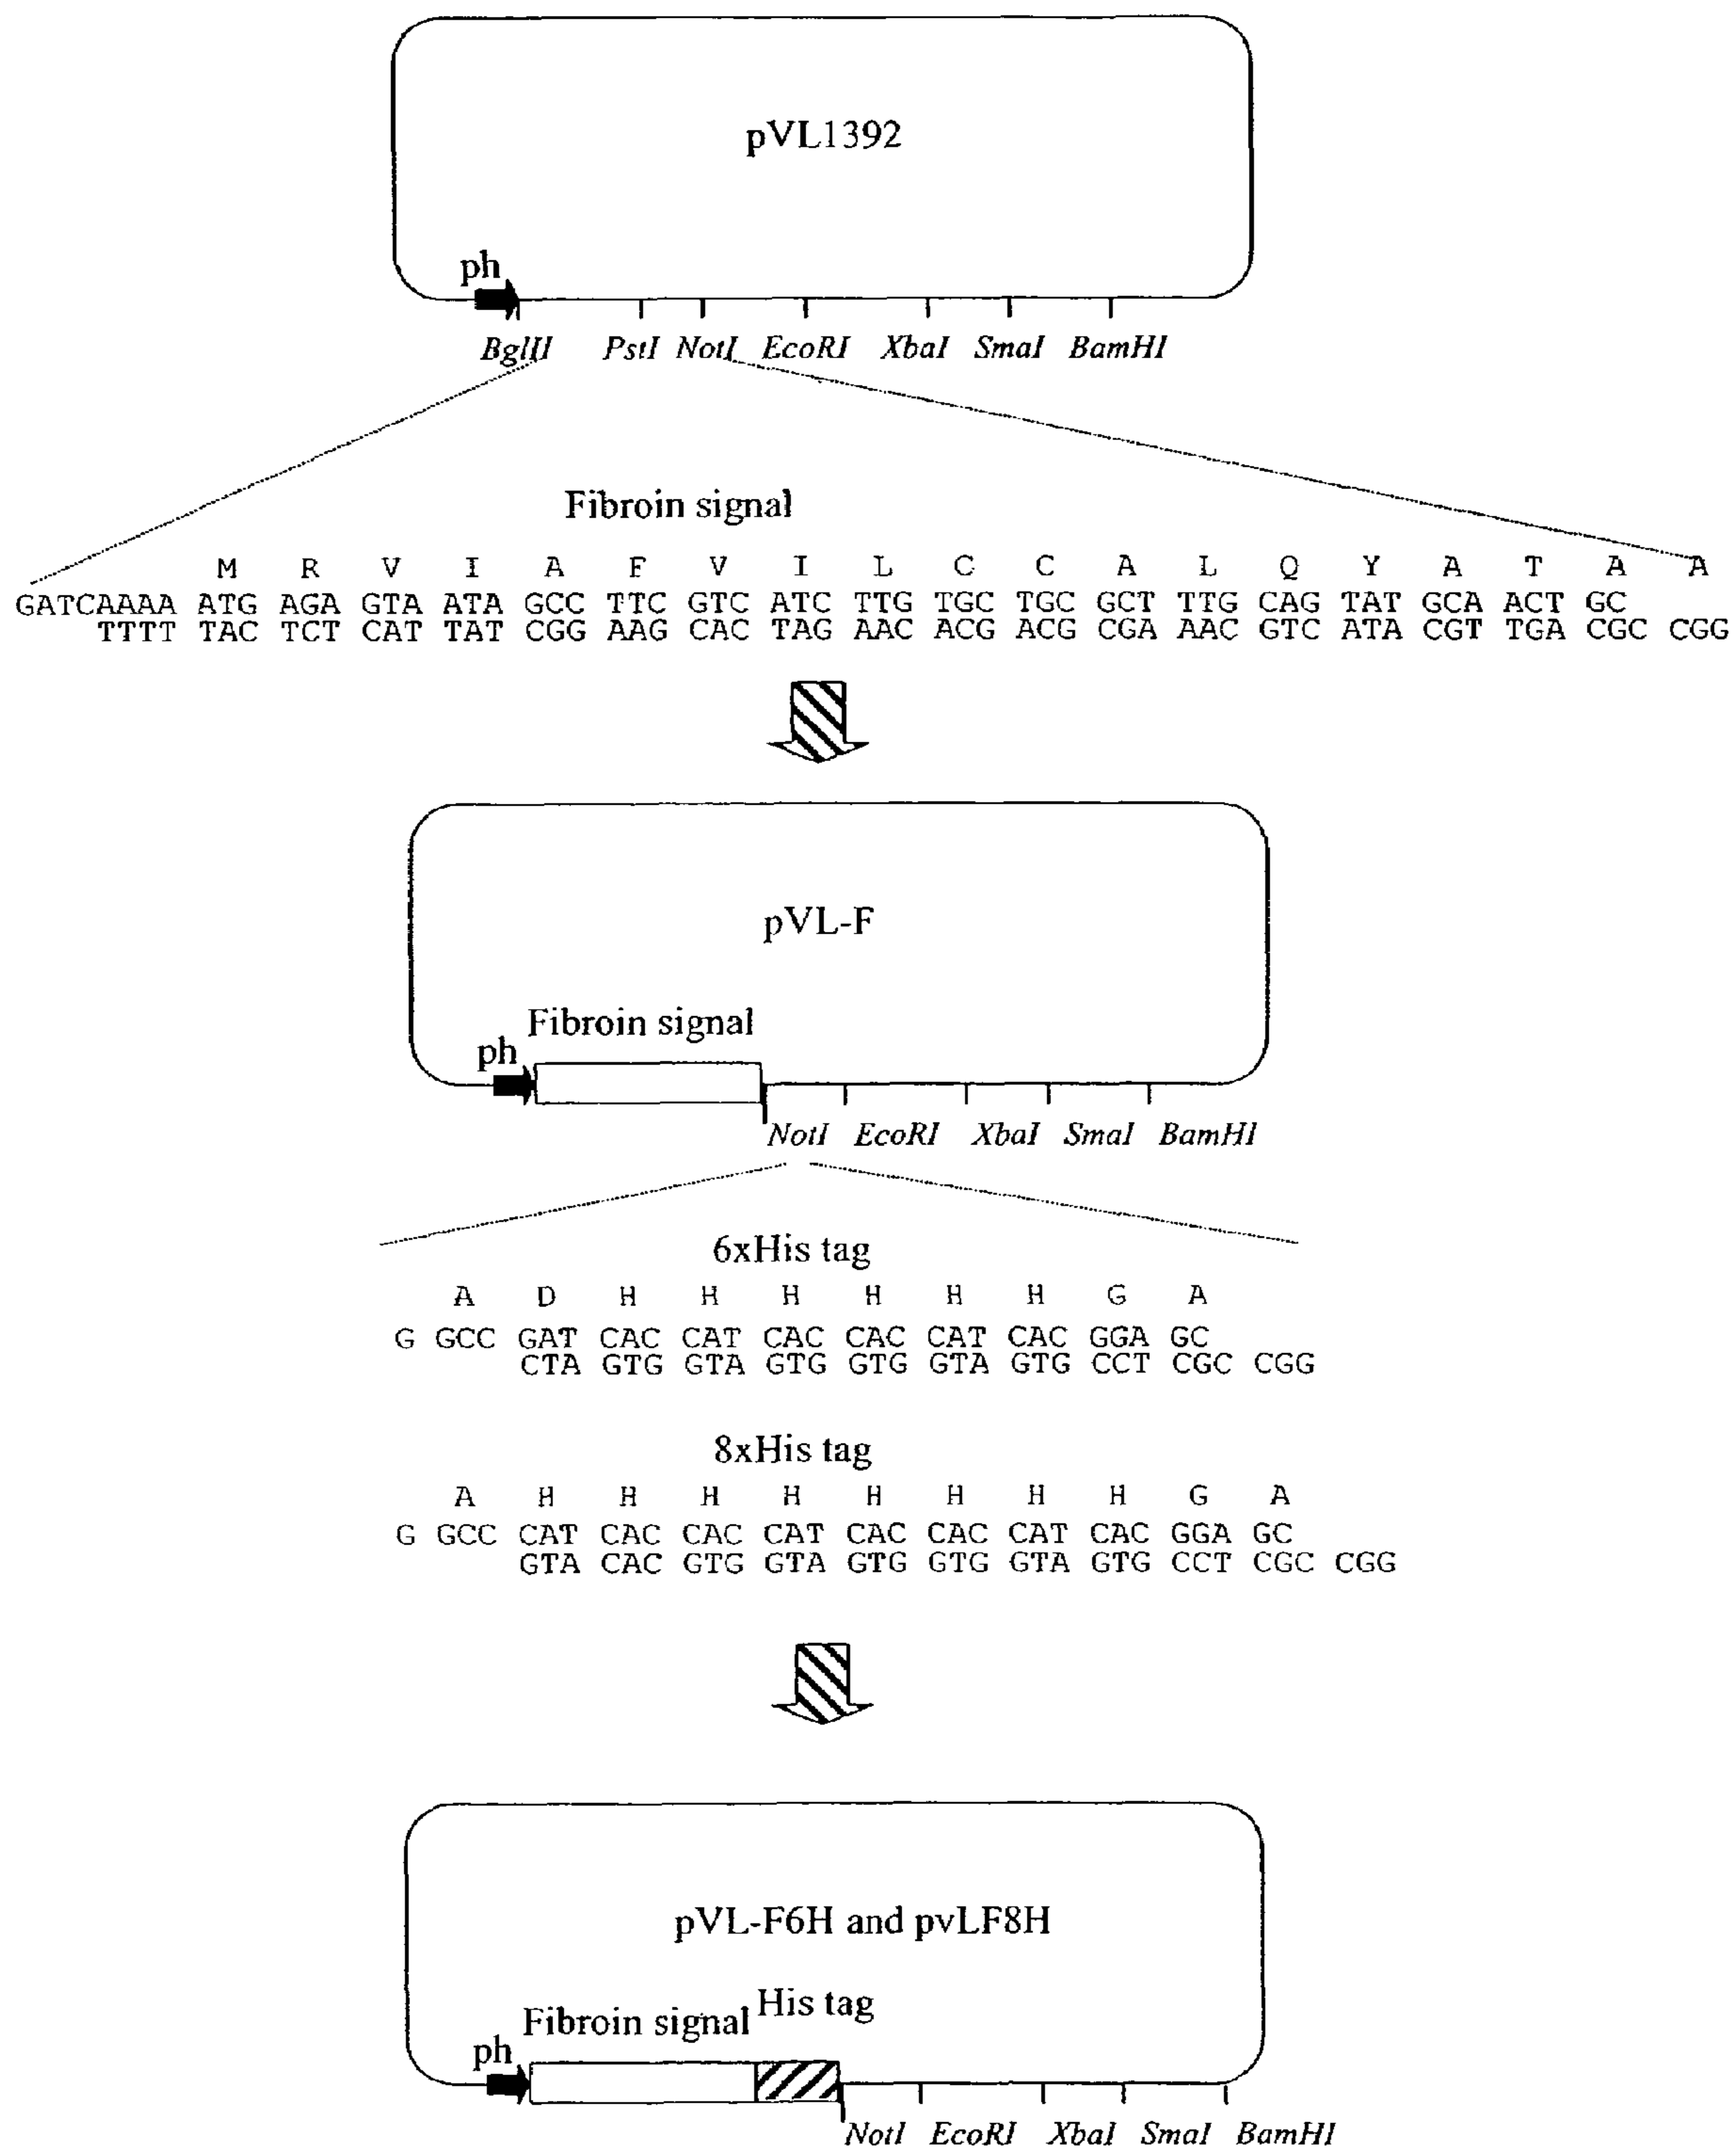 pVL1392
ph
BglII PstI NotI EcoRI XbaI SmaI BamHI
Fibroin signal
M R V I A F V I L C C A L Q Y A T A A
GATCAAAA ATG AGA GTA ATA GCC TTC GTC ATC TTG TGC TGC GCT TTG CAG TAT GCA ACT GC
TTTT TAC TCT CAT TAT CGG AAG CAC TAG AAC ACG ACG CGA AAC GTC ATA CGT TGA CGC CGG
pVL-F
Fibroin signal
ph
NotI EcoRI XbaI SmaI BamHI
6xHis tag
A D H H H H H H G A
G GCC GAT CAC CAT CAC CAC CAT CAC GGA GC
CTA GTG GTA GTG GTG GTA GTG CCT CGC CGG
8xHis tag
A H H H H H H H H G A
G GCC CAT CAC CAC CAT CAC CAC CAT CAC GGA GC
GTA CAC GTG GTA GTG GTG GTA GTG CCT CGC CGG
pVL-F6H and pvLF8H
Fibroin signal His tag
ph
NotI EcoRI XbaI SmaI BamHI